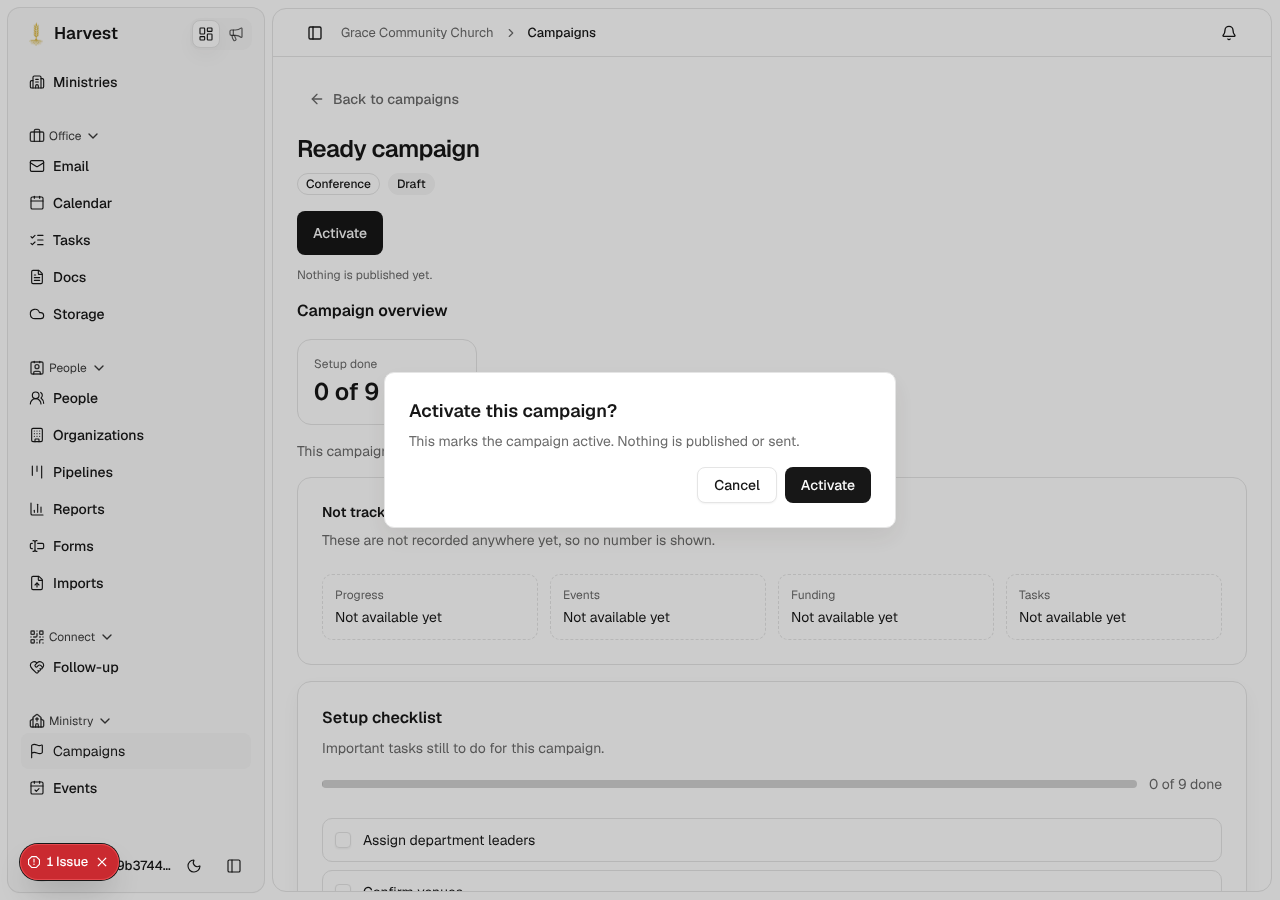 Harvest
Grace Community Church > Campaigns
Ministries
Office
Email
Calendar
Tasks
Docs
Storage
People
People
Organizations
Pipelines
Reports
Forms
Imports
Connect
Follow-up
Ministry
Campaigns
Events
1 Issue
9b3744...
Back to campaigns
Ready campaign
Conference
Draft
Activate
Nothing is published yet.
Campaign overview
Setup done
0 of 9
This campaign
Activate this campaign?
This marks the campaign active. Nothing is published or sent.
Cancel
Activate
Not
These are not recorded anywhere yet, so no number is shown.
Progress
Not available yet
Events
Not available yet
Funding
Not available yet
Tasks
Not available yet
Setup checklist
Important tasks still to do for this campaign.
0 of 9 done
Assign department leaders
Confirm venues